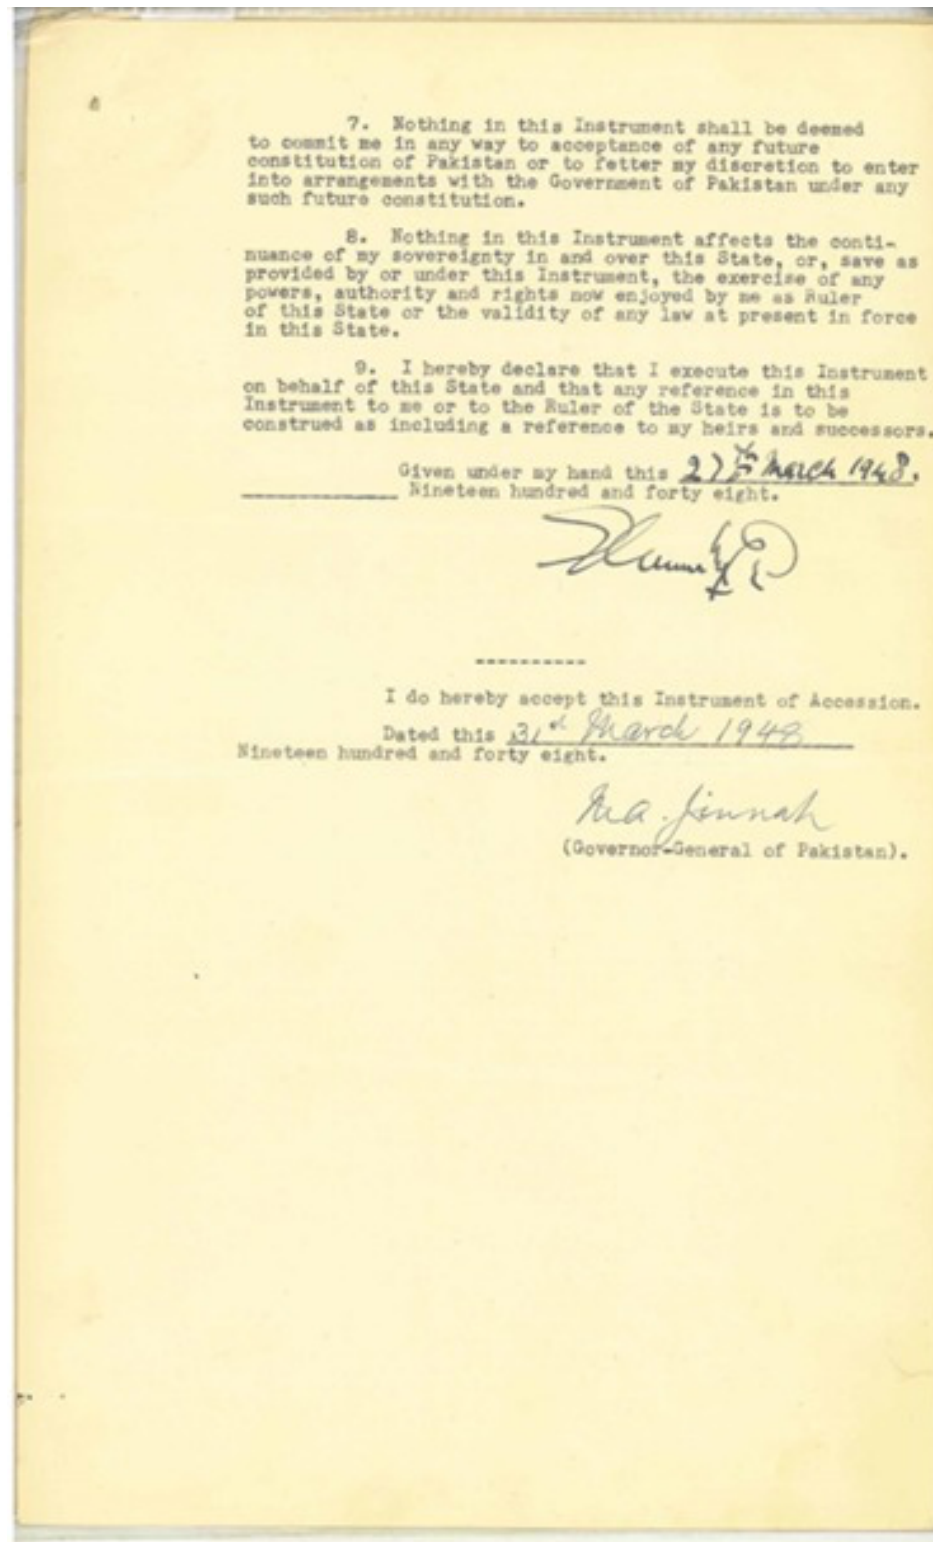 7. Nothing in this Instrument shall be deemed
to commit me in any way to acceptance of any future
constitution of Pakistan or to fetter my discretion to enter
into arrangements with the Government of Pakistan under any
such future constitution.
8. Nothing in this Instrument affects the conti-
nuance of my sovereignty in and over this State, or, save as
provided by or under this Instrument, the exercise of any
powers, authority and rights now enjoyed by me as Ruler
of this State or the validity of any law at present in force
in this State.
9. I hereby declare that I execute this Instrument
on behalf of this State and that any reference in this
Instrument to me or to the Ruler of the State is to be
construed as including a reference to my heirs and successors.
Given under my hand this 27th March 1948.
Nineteen hundred and forty eight.
I do hereby accept this Instrument of Accession.
Dated this 31st March 1948
Nineteen hundred and forty eight.
M.A. Jinnah
(Governor-General of Pakistan).